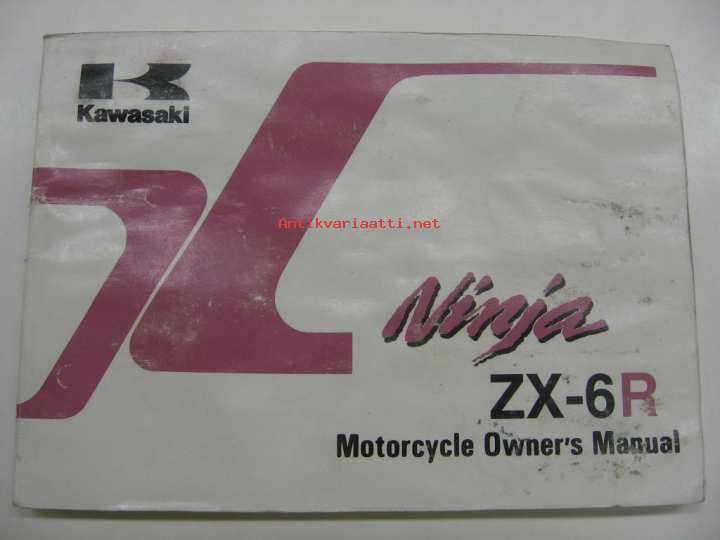 Kawasaki
Antikvariaatti.net
Ninja
ZX-6R
Motorcycle Owner's Manual